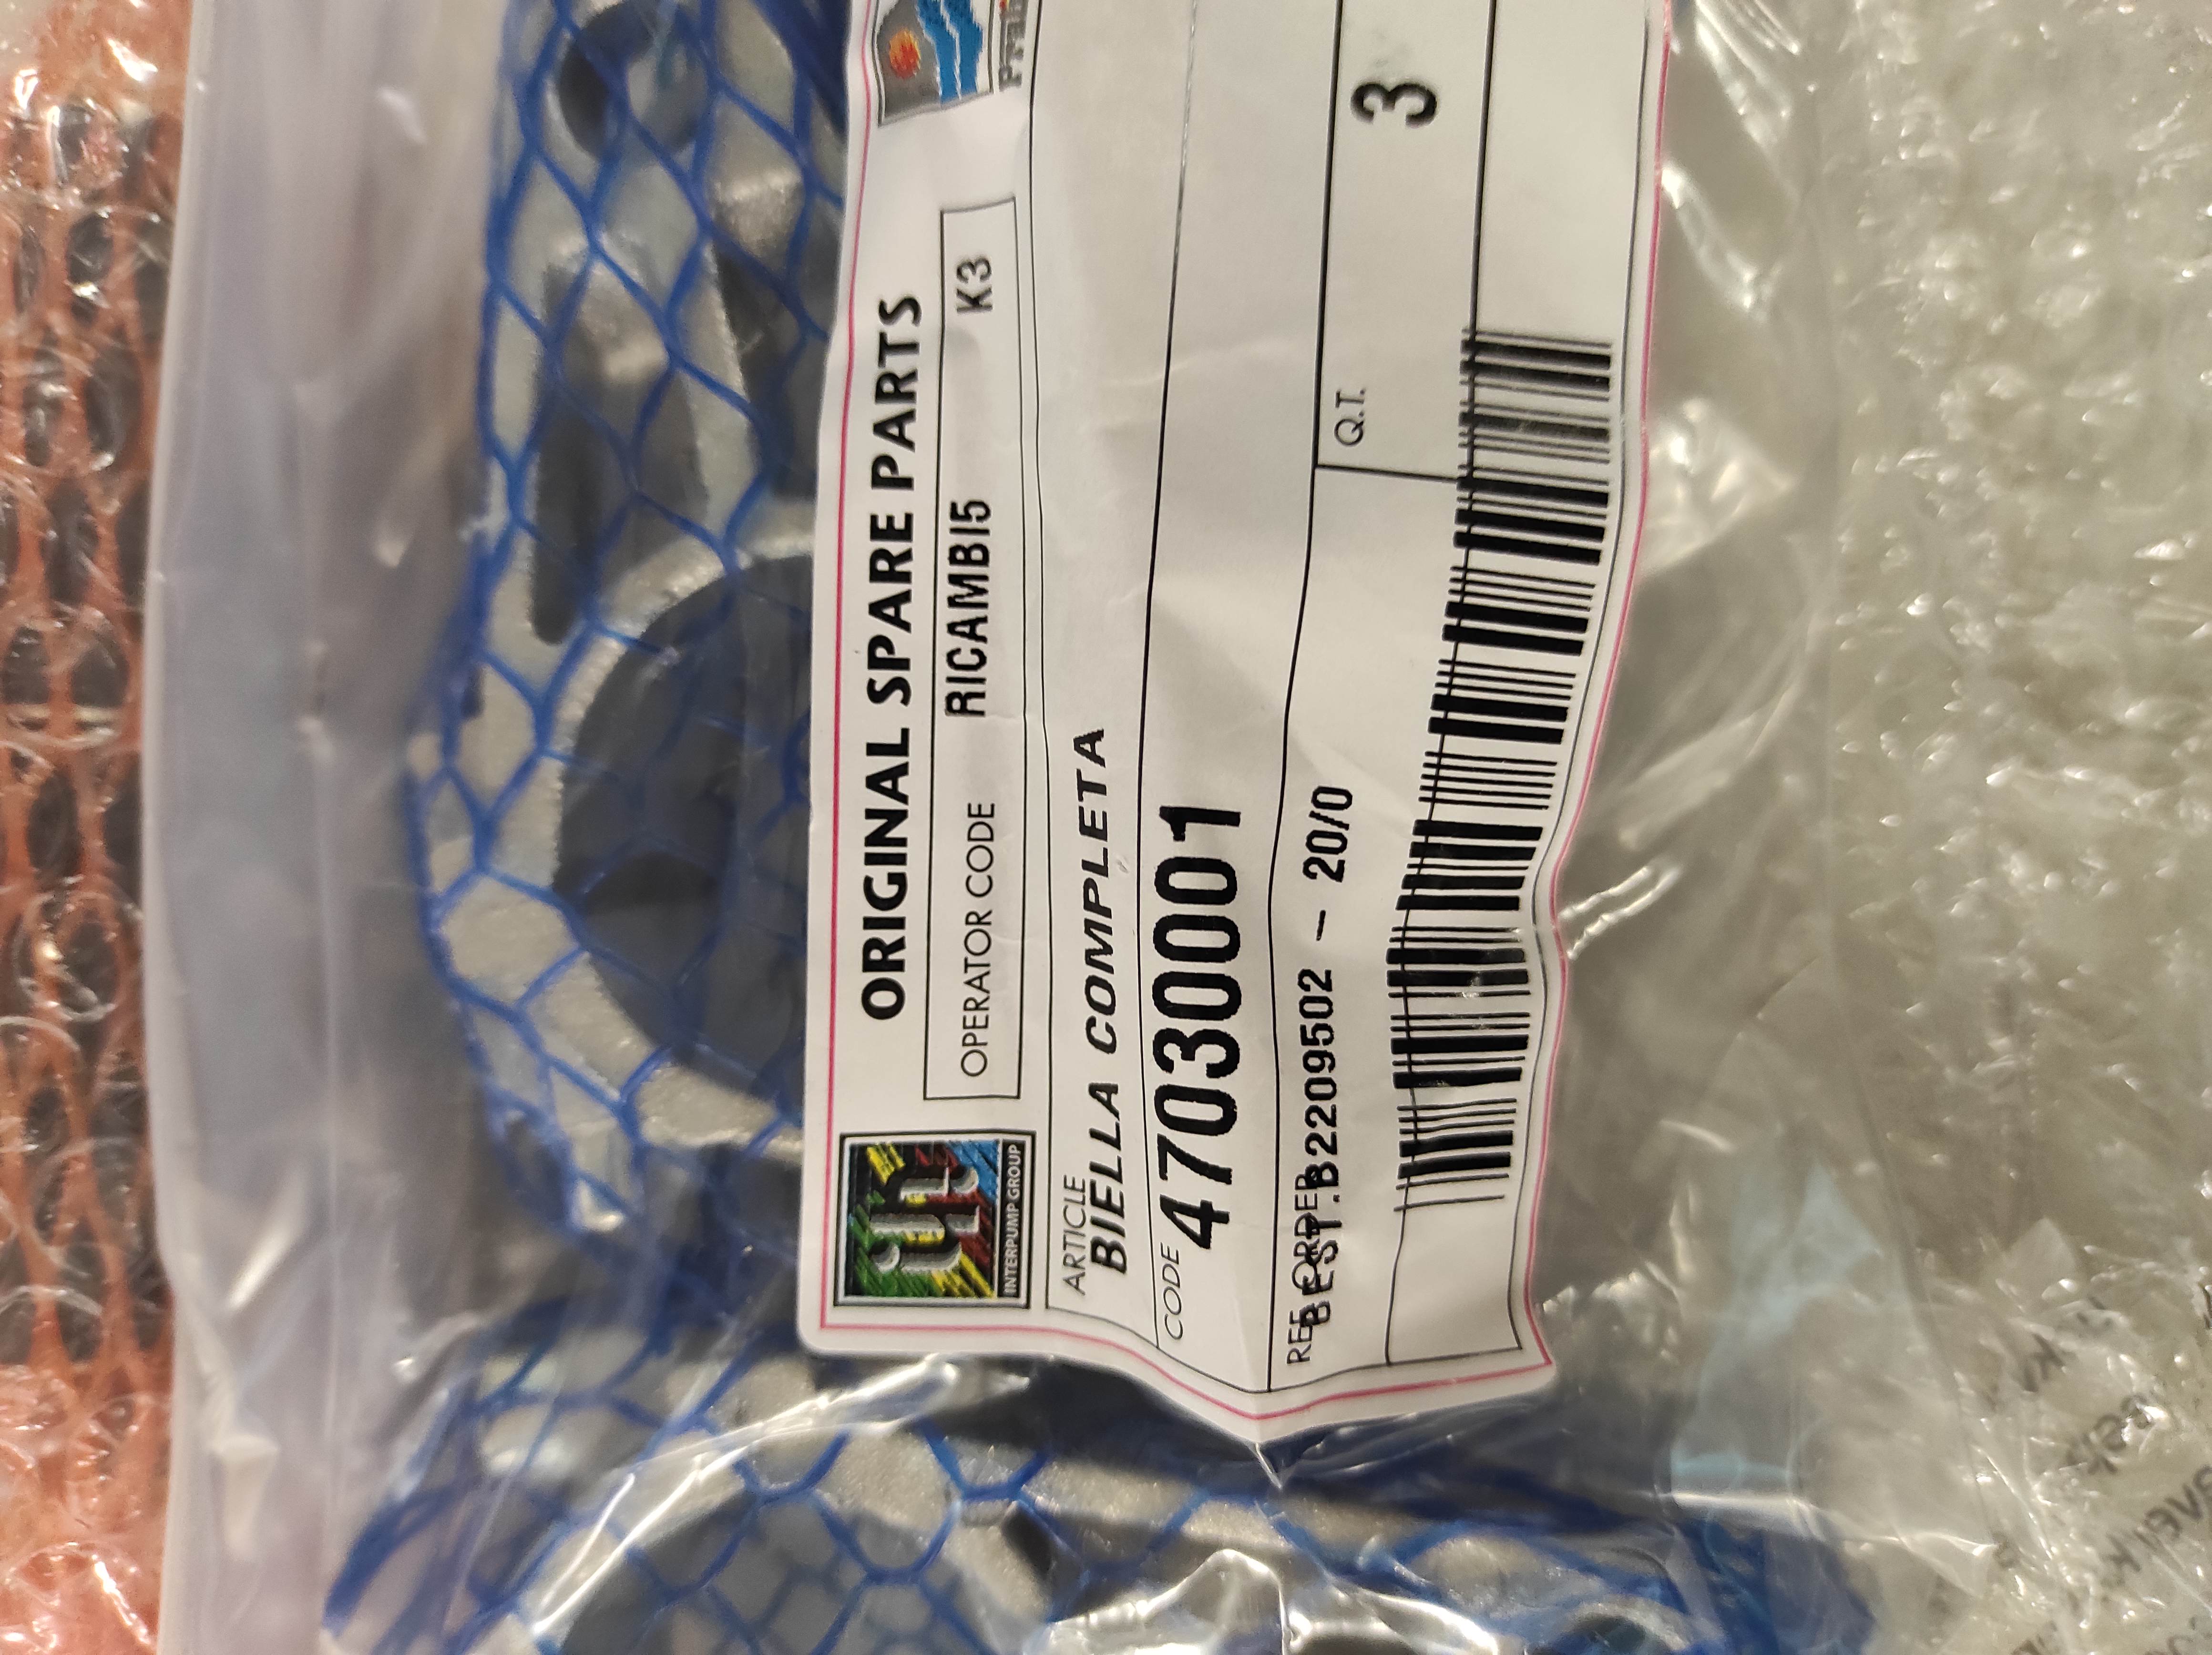 ORIGINAL SPARE PARTS
OPERATOR CODE RICAMBI5 K3
INTERPUMP GROUP
ARTICLE
BIELLA COMPLETA
CODE
47030001
REF. ORDER
BEST.B2209502 - 20/0
Q.T.
3